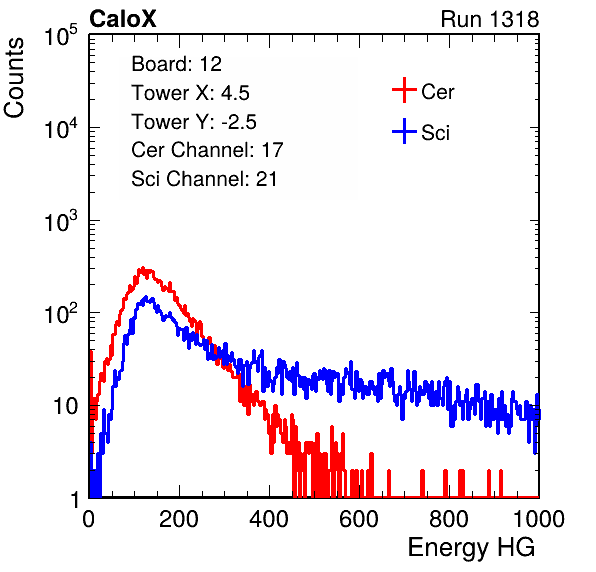 CaloX Run 1318
Counts
Board: 12
Tower X: 4.5
Tower Y: -2.5
Cer Channel: 17
Sci Channel: 21
Cer
Sci
10^5
10^4
10^3
10^2
10
1
0 200 400 600 800 1000
Energy HG